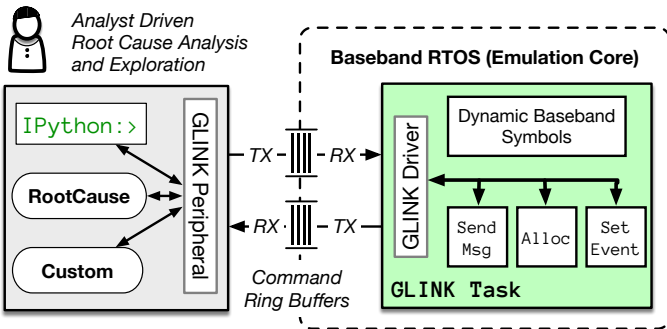 Analyst Driven
Root Cause Analysis
and Exploration
Baseband RTOS (Emulation Core)
IPython:>
RootCause
Custom
GLINK Peripheral
TX
RX
RX
TX
Command
Ring Buffers
GLINK Driver
Dynamic Baseband
Symbols
Send
Msg
Alloc
Set
Event
GLINK Task